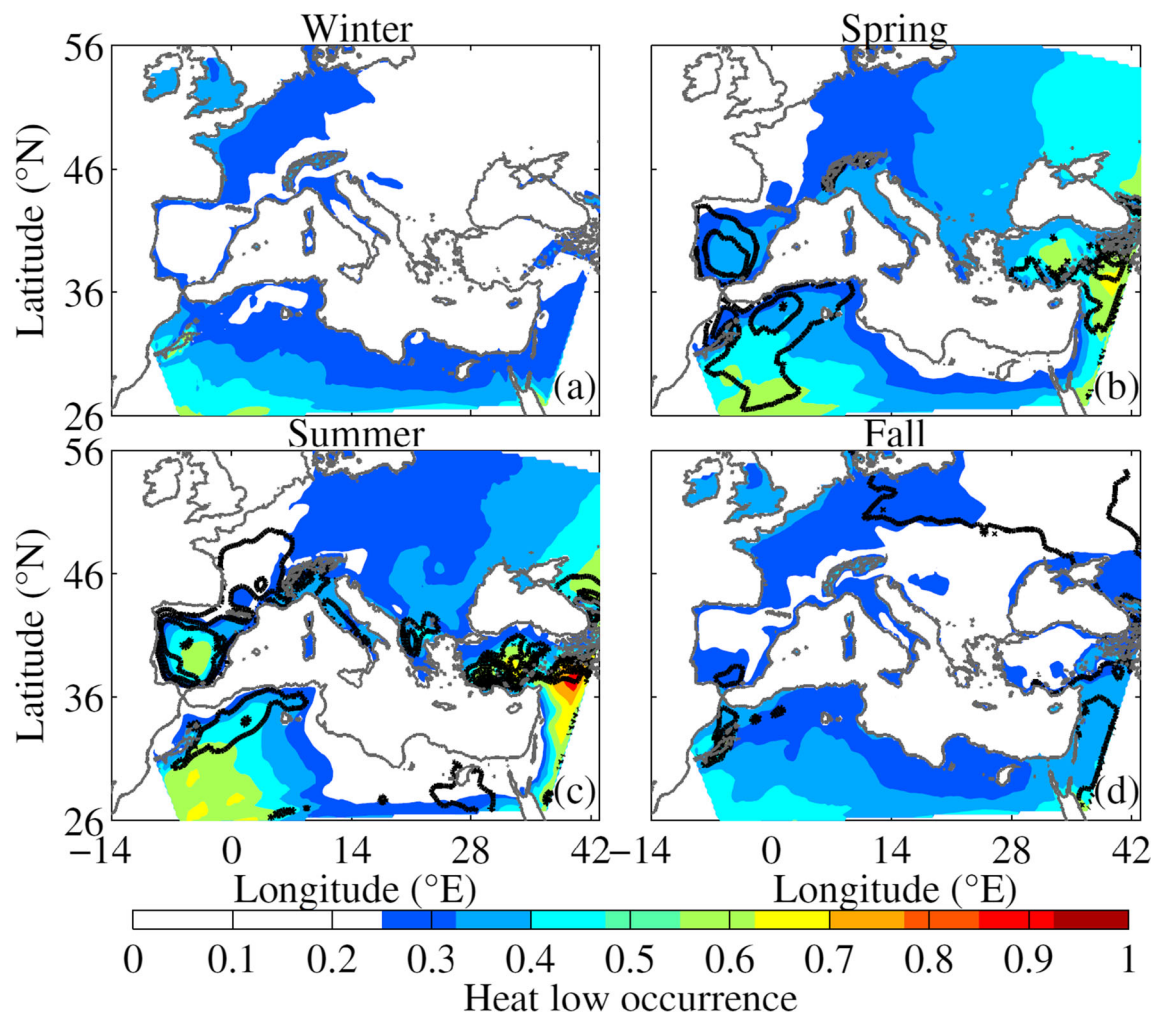 Winter
Spring
56
46
36
26
Latitude (°N)
(a)
(b)
Summer
Fall
56
46
36
26
Latitude (°N)
(c)
(d)
−14 0 14 28 42 −14 0 14 28 42
Longitude (°E) Longitude (°E)
0 0.1 0.2 0.3 0.4 0.5 0.6 0.7 0.8 0.9 1
Heat low occurrence